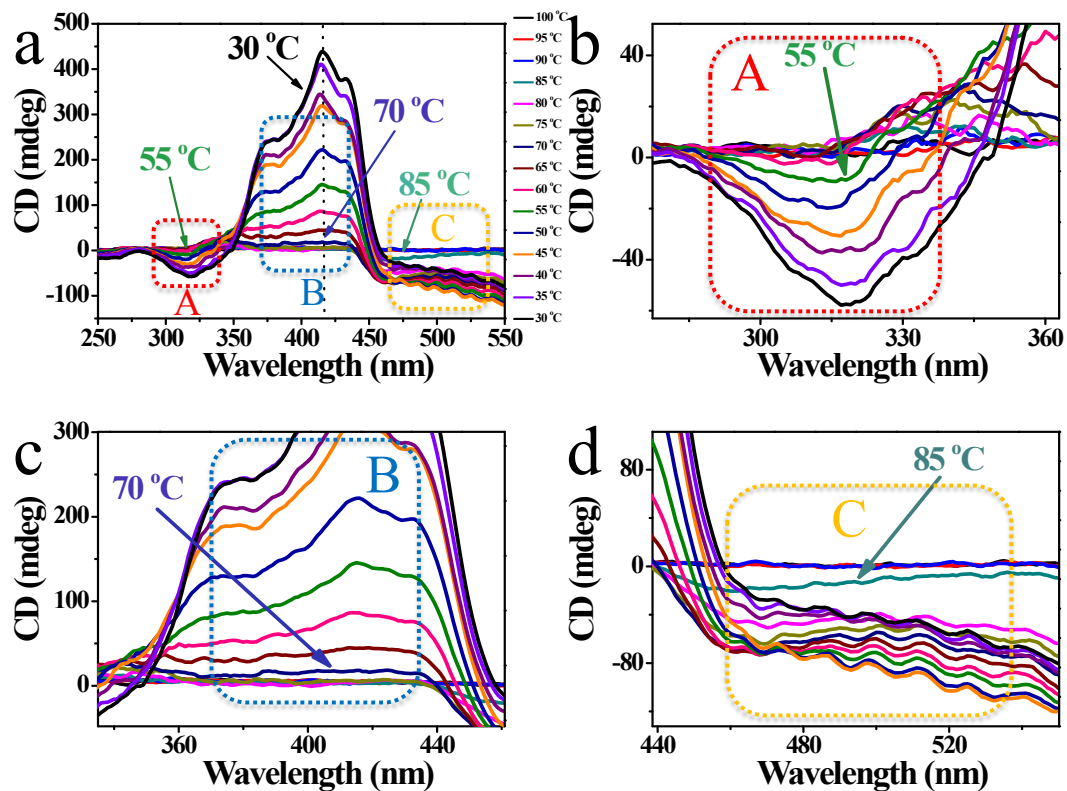 a
500
400
300
200
100
0
-100
CD (mdeg)
250 300 350 400 450 500 550
Wavelength (nm)
30 °C
70 °C
55 °C
85 °C
A
B
C
100 °C
95 °C
90 °C
85 °C
80 °C
75 °C
70 °C
65 °C
60 °C
55 °C
50 °C
45 °C
40 °C
35 °C
30 °C
b
40
0
-40
CD (mdeg)
300 330 360
Wavelength (nm)
A
55 °C
c
300
200
100
0
CD (mdeg)
360 400 440
Wavelength (nm)
70 °C
B
d
80
0
-80
CD (mdeg)
440 480 520
Wavelength (nm)
85 °C
C